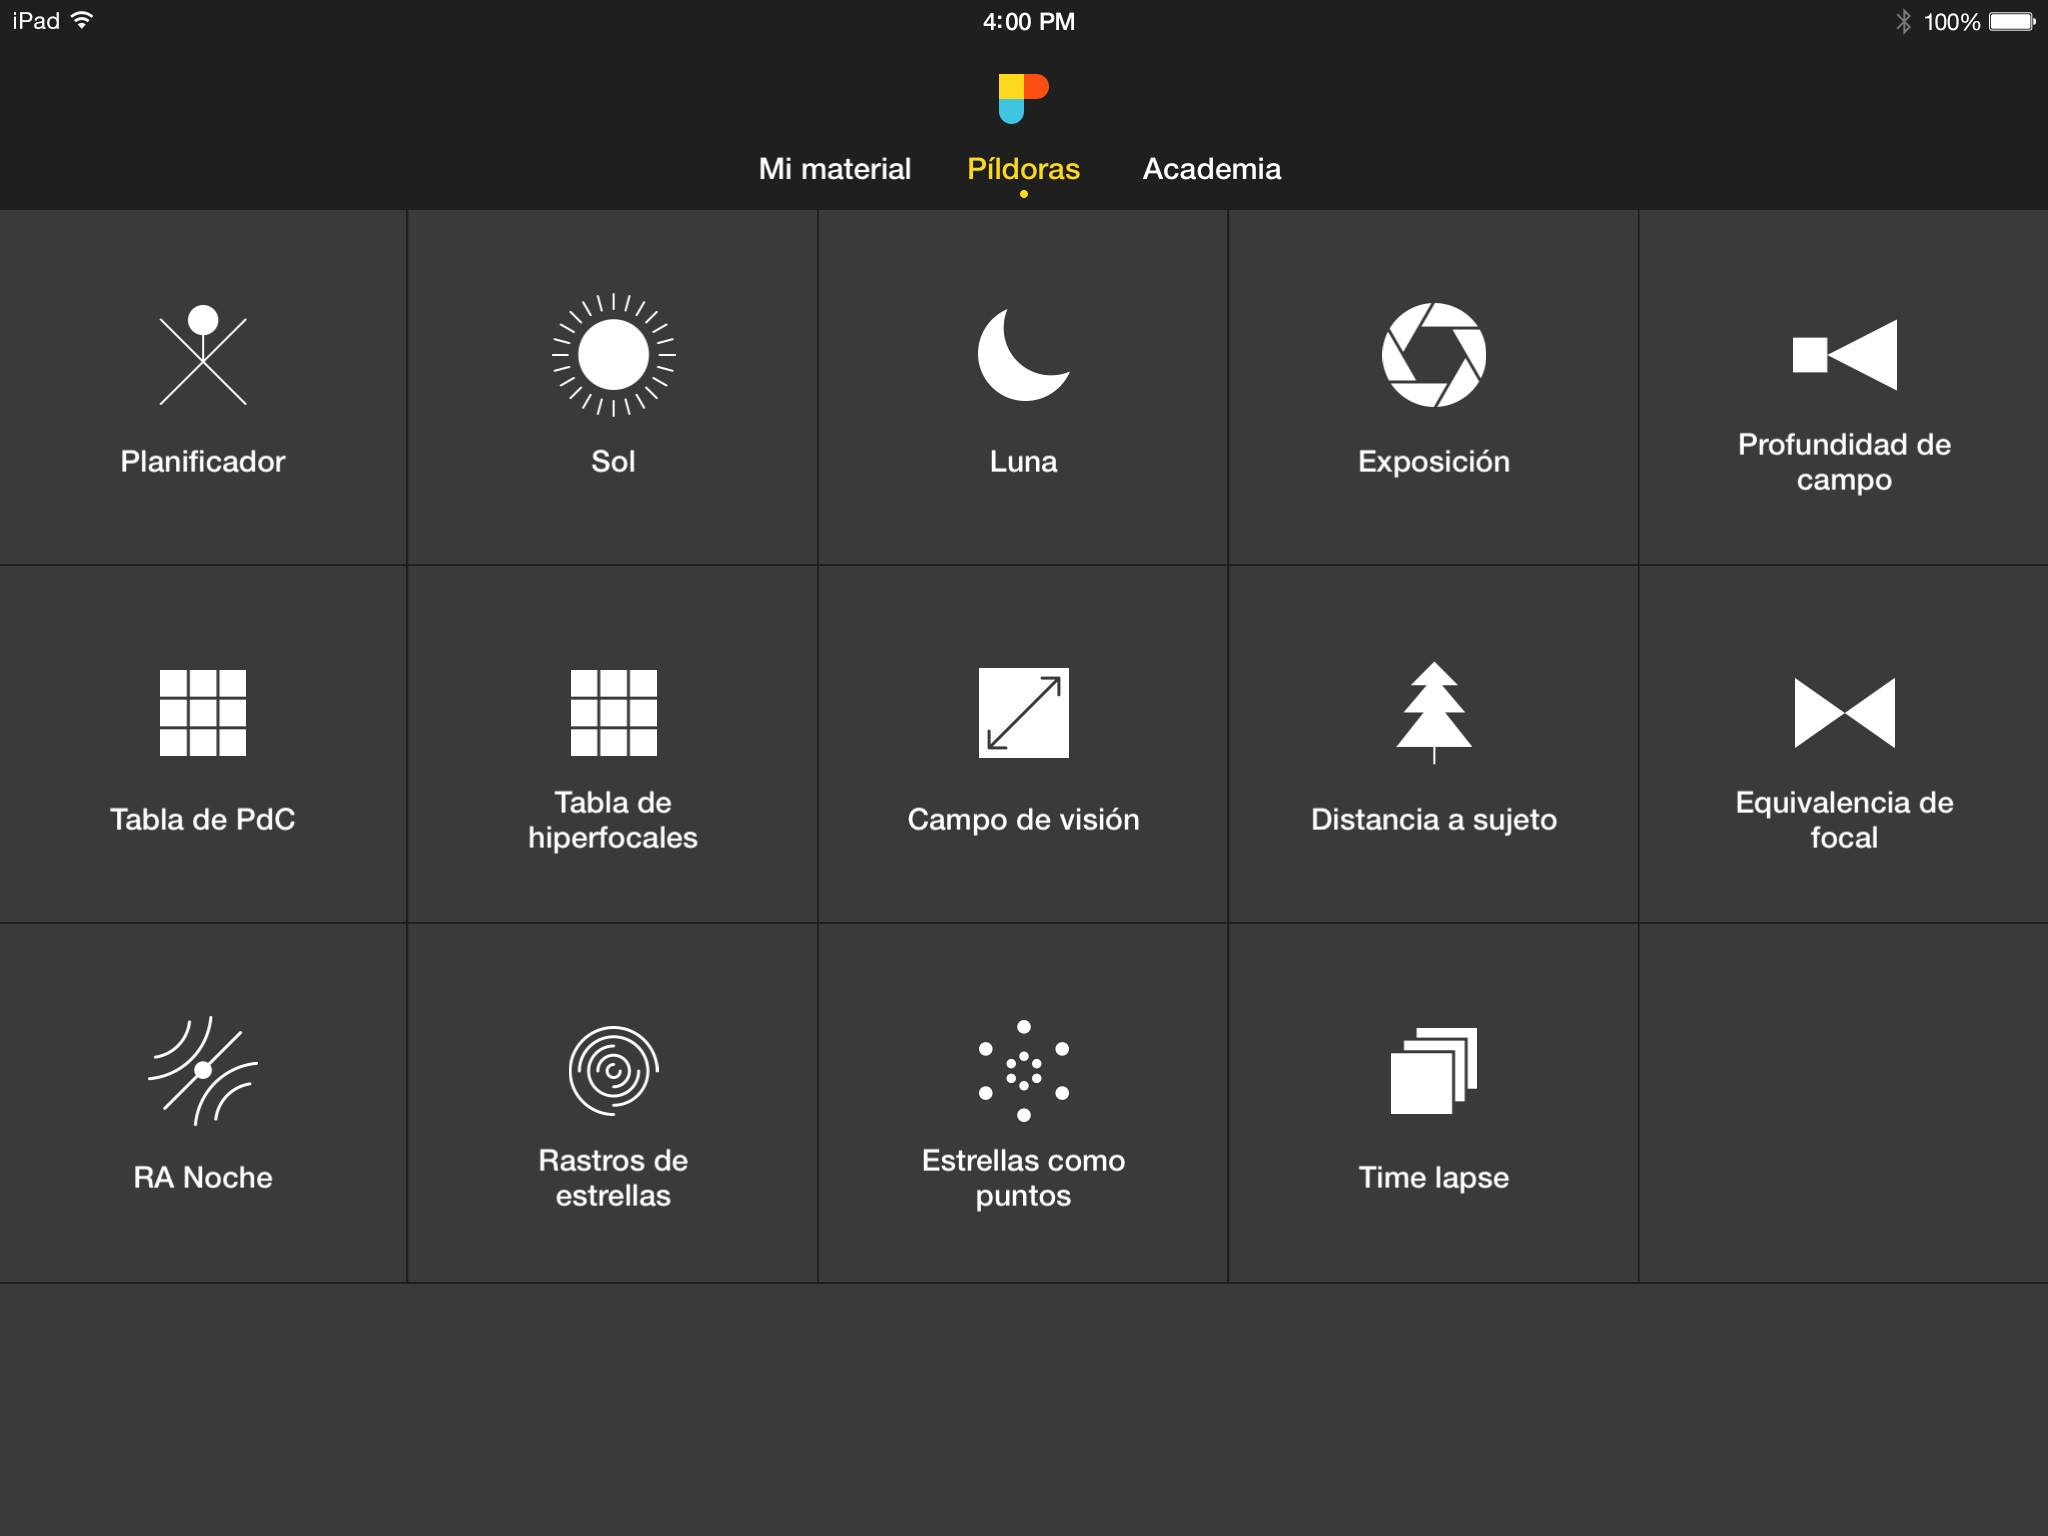 iPad
4:00 PM
100%
Mi material
Píldoras
Academia
Planificador
Sol
Luna
Exposición
Profundidad de
campo
Tabla de PdC
Tabla de
hiperfocales
Campo de visión
Distancia a sujeto
Equivalencia de
focal
RA Noche
Rastros de
estrellas
Estrellas como
puntos
Time lapse